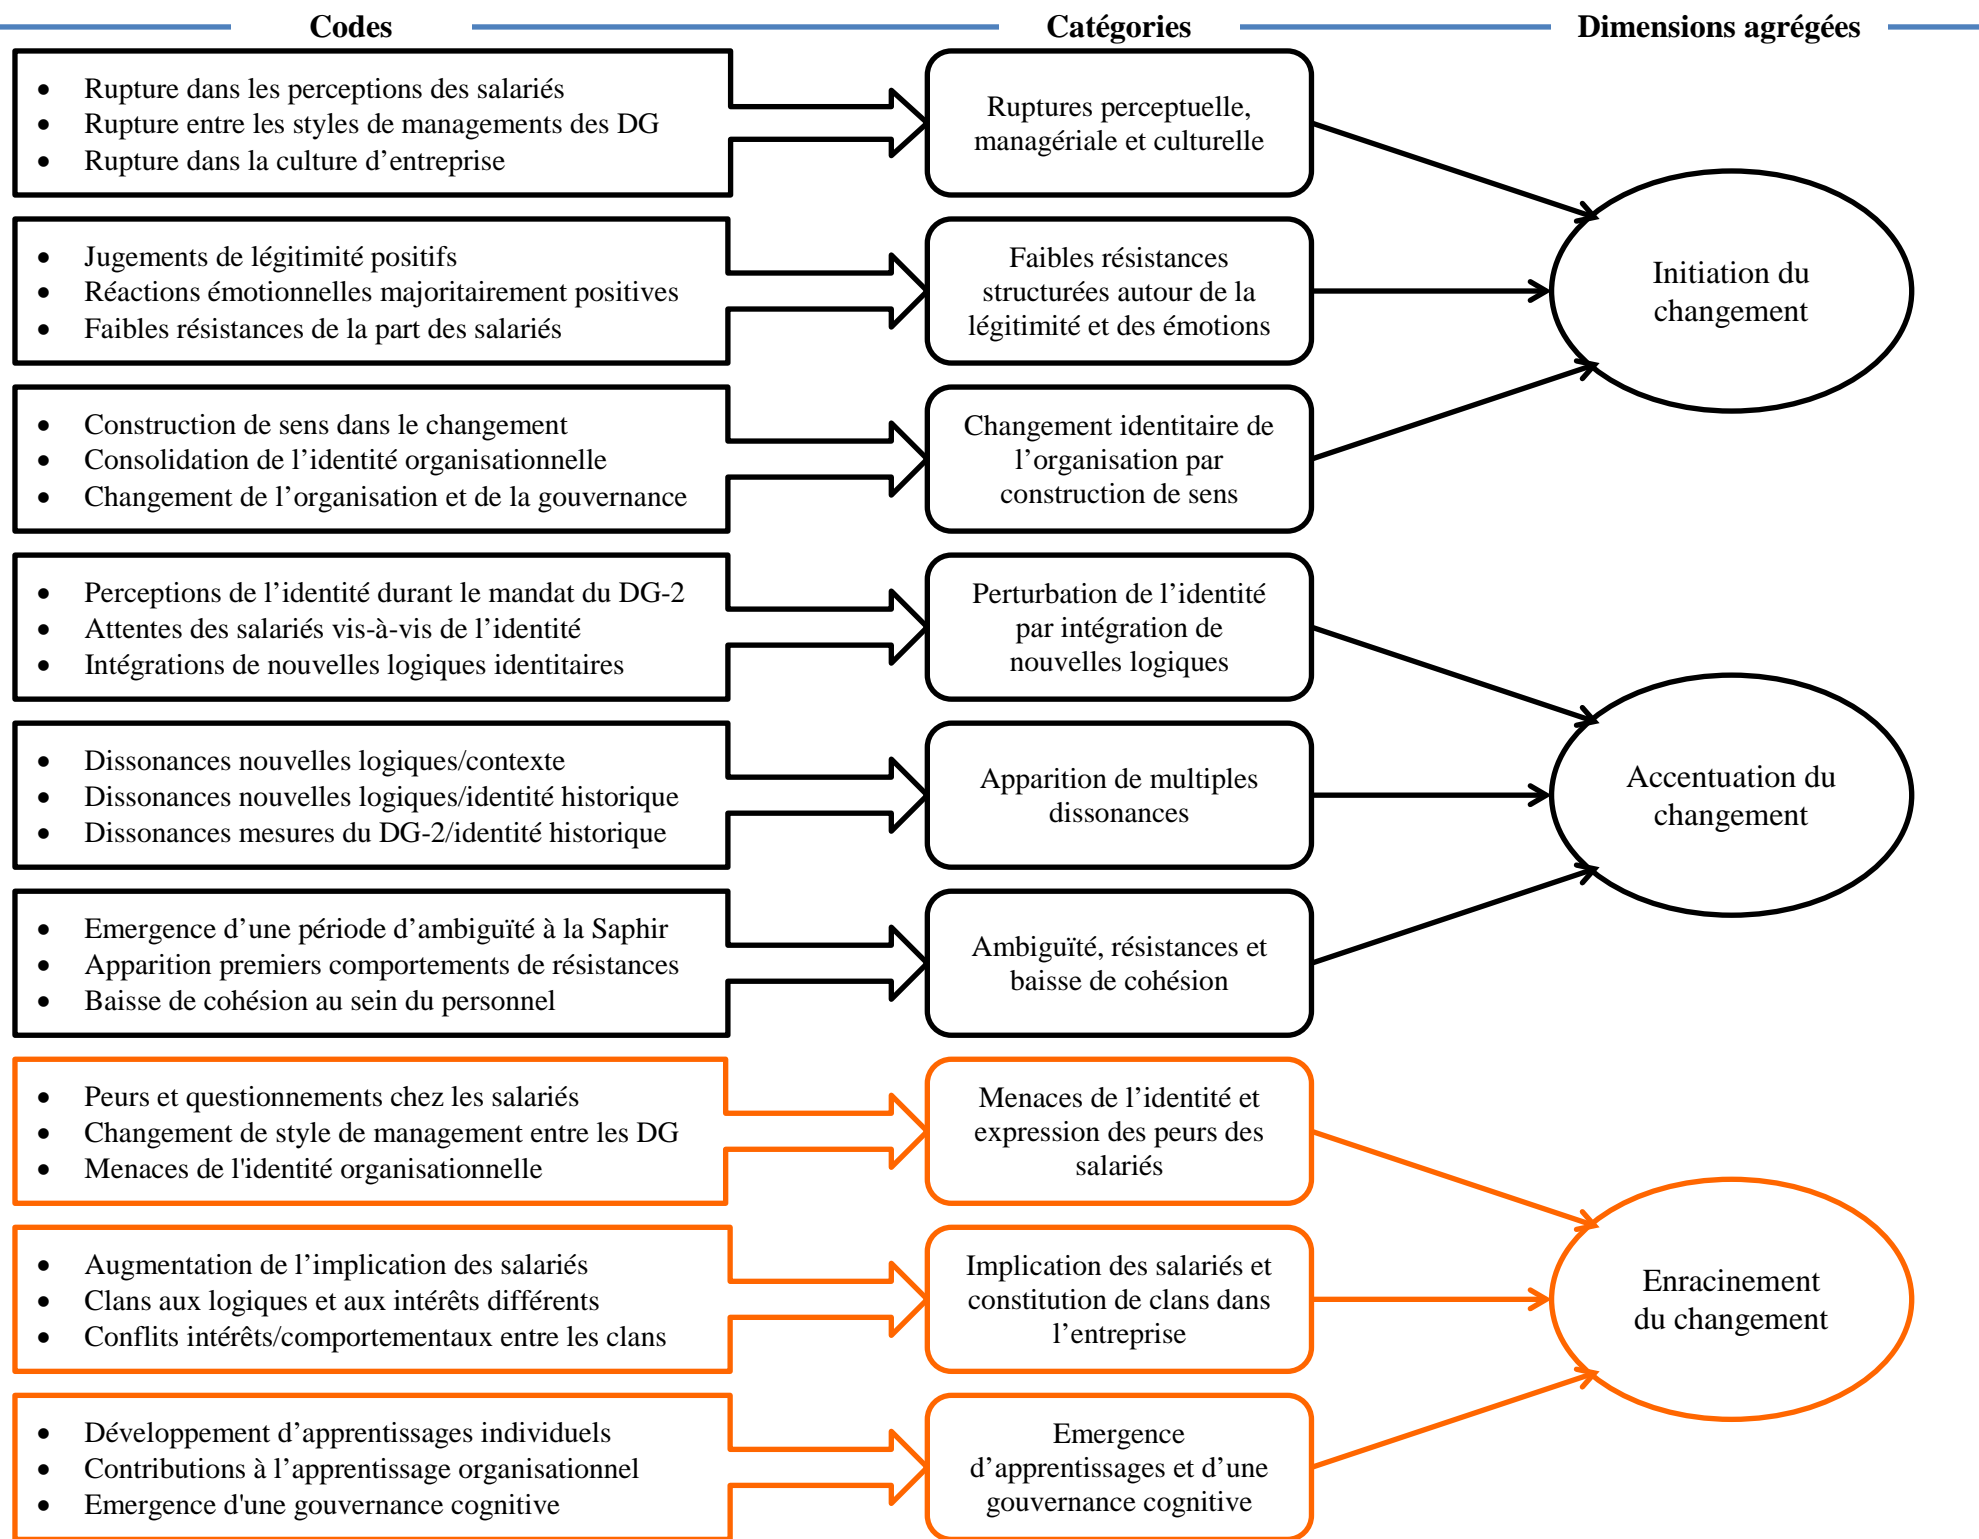 Codes
Catégories
Dimensions agrégées
• Rupture dans les perceptions des salariés
• Rupture entre les styles de managements des DG
• Rupture dans la culture d’entreprise
Ruptures perceptuelle,
managériale et culturelle
• Jugements de légitimité positifs
• Réactions émotionnelles majoritairement positives
• Faibles résistances de la part des salariés
Faibles résistances
structurées autour de la
légitimité et des émotions
Initiation du
changement
• Construction de sens dans le changement
• Consolidation de l’identité organisationnelle
• Changement de l’organisation et de la gouvernance
Changement identitaire de
l’organisation par
construction de sens
• Perceptions de l’identité durant le mandat du DG-2
• Attentes des salariés vis-à-vis de l’identité
• Intégrations de nouvelles logiques identitaires
Perturbation de l’identité
par intégration de
nouvelles logiques
• Dissonances nouvelles logiques/contexte
• Dissonances nouvelles logiques/identité historique
• Dissonances mesures du DG-2/identité historique
Apparition de multiples
dissonances
Accentuation du
changement
• Emergence d’une période d’ambiguïté à la Saphir
• Apparition premiers comportements de résistances
• Baisse de cohésion au sein du personnel
Ambiguïté, résistances et
baisse de cohésion
• Peurs et questionnements chez les salariés
• Changement de style de management entre les DG
• Menaces de l'identité organisationnelle
Menaces de l’identité et
expression des peurs des
salariés
• Augmentation de l’implication des salariés
• Clans aux logiques et aux intérêts différents
• Conflits intérêts/comportementaux entre les clans
Implication des salariés et
constitution de clans dans
l’entreprise
Enracinement
du changement
• Développement d’apprentissages individuels
• Contributions à l’apprentissage organisationnel
• Emergence d'une gouvernance cognitive
Emergence
d’apprentissages et d’une
gouvernance cognitive